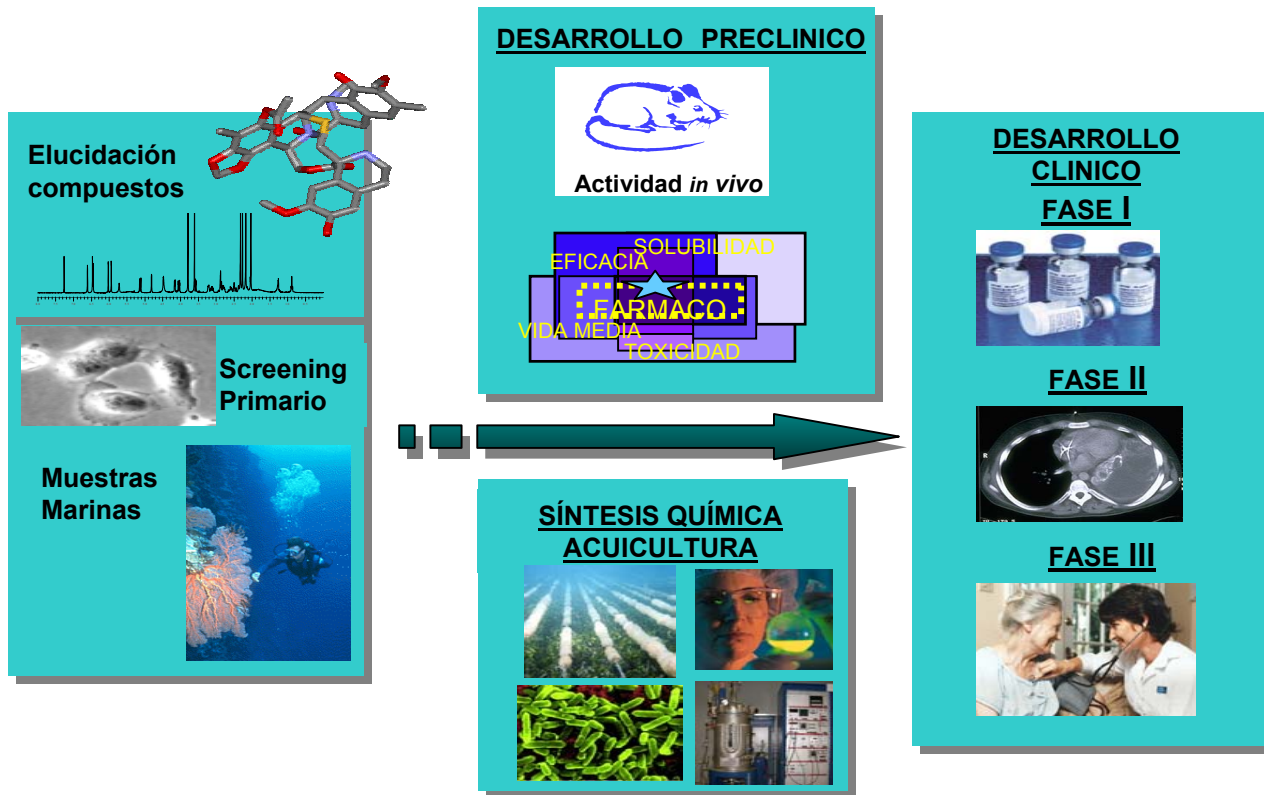 Elucidación
compuestos
Screening
Primario
Muestras
Marinas
DESARROLLO PRECLINICO
Actividad in vivo
SOLUBILIDAD
EFICACIA
FARMACO
VIDA MEDIA
TOXICIDAD
SÍNTESIS QUÍMICA
ACUICULTURA
DESARROLLO
CLINICO
FASE I
FASE II
R
FASE III